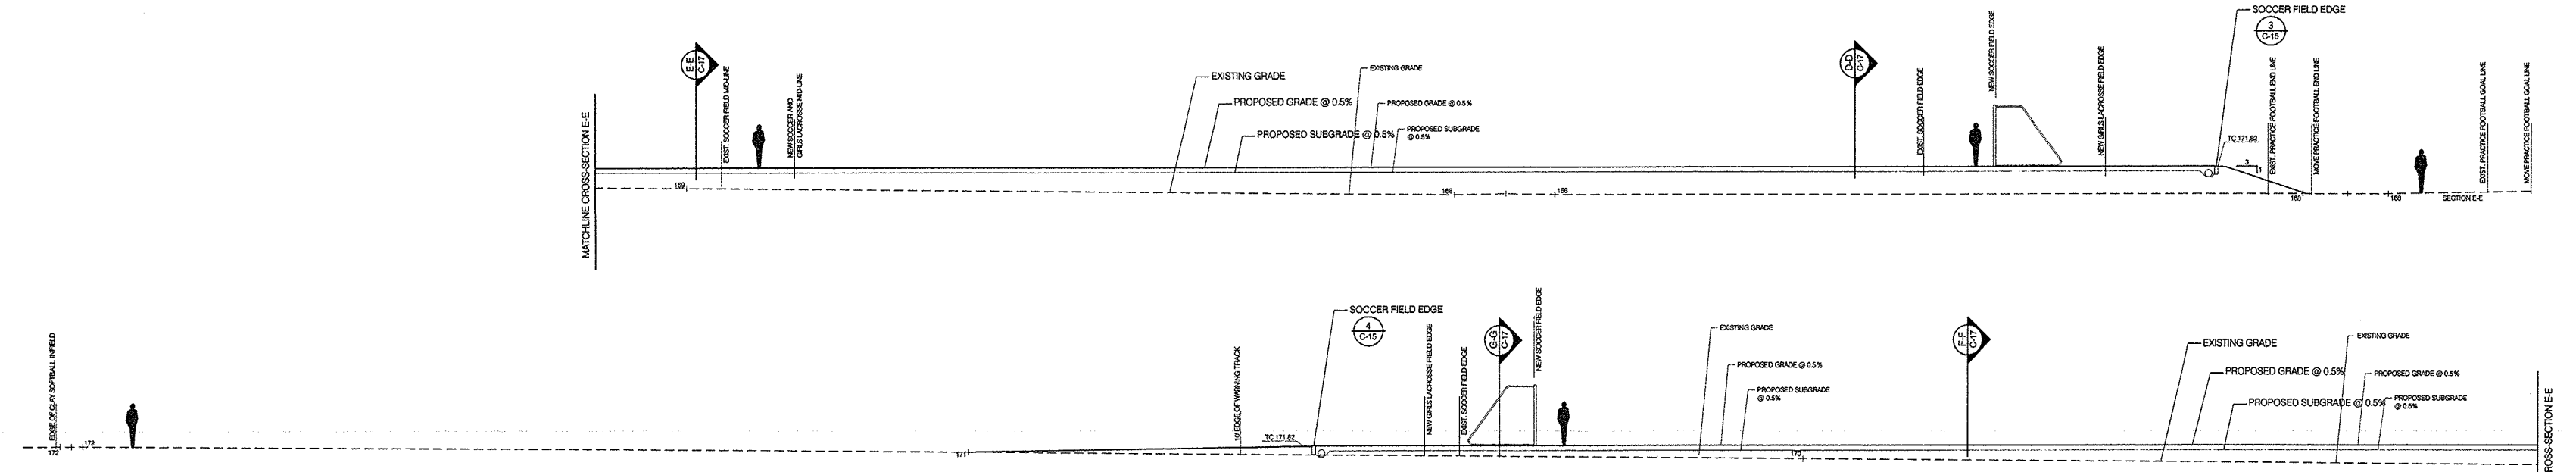 SOCCER FIELD EDGE
3
C-15
E-E
C-17
EXIST. SOCCER FIELD MID-LINE
NEW SOCCER AND
GIRLS LACROSSE MID-LINE
MATCHLINE CROSS-SECTION E-E
EXISTING GRADE
PROPOSED GRADE @ 0.5%
PROPOSED SUBGRADE @ 0.5%
EXISTING GRADE
PROPOSED GRADE @ 0.5%
PROPOSED SUBGRADE
@ 0.5%
D-D
C-17
EXIST. SOCCER FIELD EDGE
NEW SOCCER FIELD EDGE
NEW GIRLS LACROSSE FIELD EDGE
TC 171.82
3
1
EXIST. PRACTICE FOOTBALL END LINE
MOVE PRACTICE FOOTBALL END LINE
EXIST. PRACTICE FOOTBALL GOAL LINE
MOVE PRACTICE FOOTBALL GOAL LINE
169
168
168
168
168
SECTION E-E
EDGE OF CLAY SOFTBALL INFIELD
172
172
171
10' EDGE OF WARNING TRACK
TC 171.82
SOCCER FIELD EDGE
4
C-15
NEW GIRLS LACROSSE FIELD EDGE
EXIST. SOCCER FIELD EDGE
G-G
C-17
NEW SOCCER FIELD EDGE
EXISTING GRADE
PROPOSED GRADE @ 0.5%
PROPOSED SUBGRADE
@ 0.5%
170
F-F
C-17
EXISTING GRADE
PROPOSED GRADE @ 0.5%
PROPOSED SUBGRADE @ 0.5%
EXISTING GRADE
PROPOSED GRADE @ 0.5%
PROPOSED SUBGRADE
@ 0.5%
ROSS-SECTION E-E